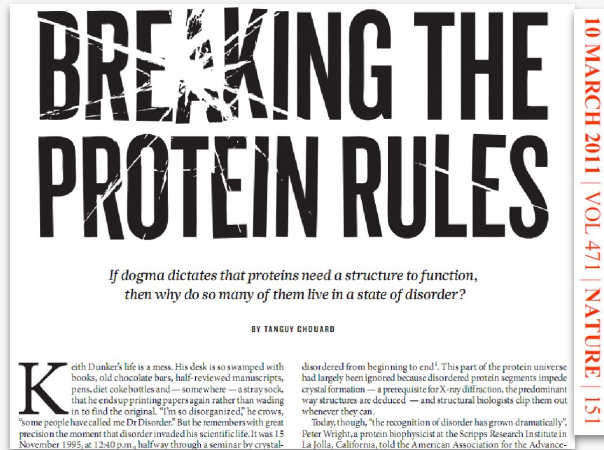 BREAKING THE
PROTEIN RULES
If dogma dictates that proteins need a structure to function,
then why do so many of them live in a state of disorder?
BY TANGUY CHOUARD
Keith Dunker's life is a mess. His desk is so swamped with
books, old chocolate bars, half-reviewed manuscripts,
pens, diet coke bottles and — somewhere — a stray sock,
that he ends up printing papers again rather than wading
in to find the original. "I'm so disorganized," he crows,
"some people have called me Dr Disorder." But he remembers with great
precision the moment that disorder invaded his scientific life. It was 15
November 1995, at 12:40 p.m., halfway through a seminar by crystal-
disordered from beginning to end¹. This part of the protein universe
had largely been ignored because disordered protein segments impede
crystal formation — a prerequisite for X-ray diffraction, the predominant
way structures are deduced — and structural biologists clip them out
whenever they can.
Today, though, "the recognition of disorder has grown dramatically",
Peter Wright, a protein biophysicist at the Scripps Research Institute in
La Jolla, California, told the American Association for the Advance-
10 MARCH 2011 | VOL 471 | NATURE | 151